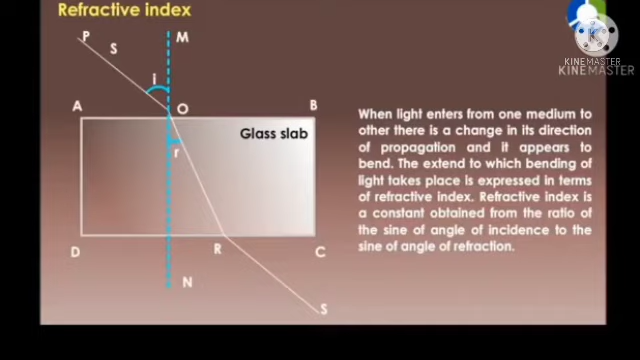 Refractive index
KINEMASTER
KINEMASTER
P
S
M
i
A
O
B
Glass slab
r
D
R
C
N
S
When light enters from one medium to
other there is a change in its direction
of propagation and it appears to
bend. The extend to which bending of
light takes place is expressed in terms
of refractive index. Refractive index is
a constant obtained from the ratio of
the sine of angle of incidence to the
sine of angle of refraction.